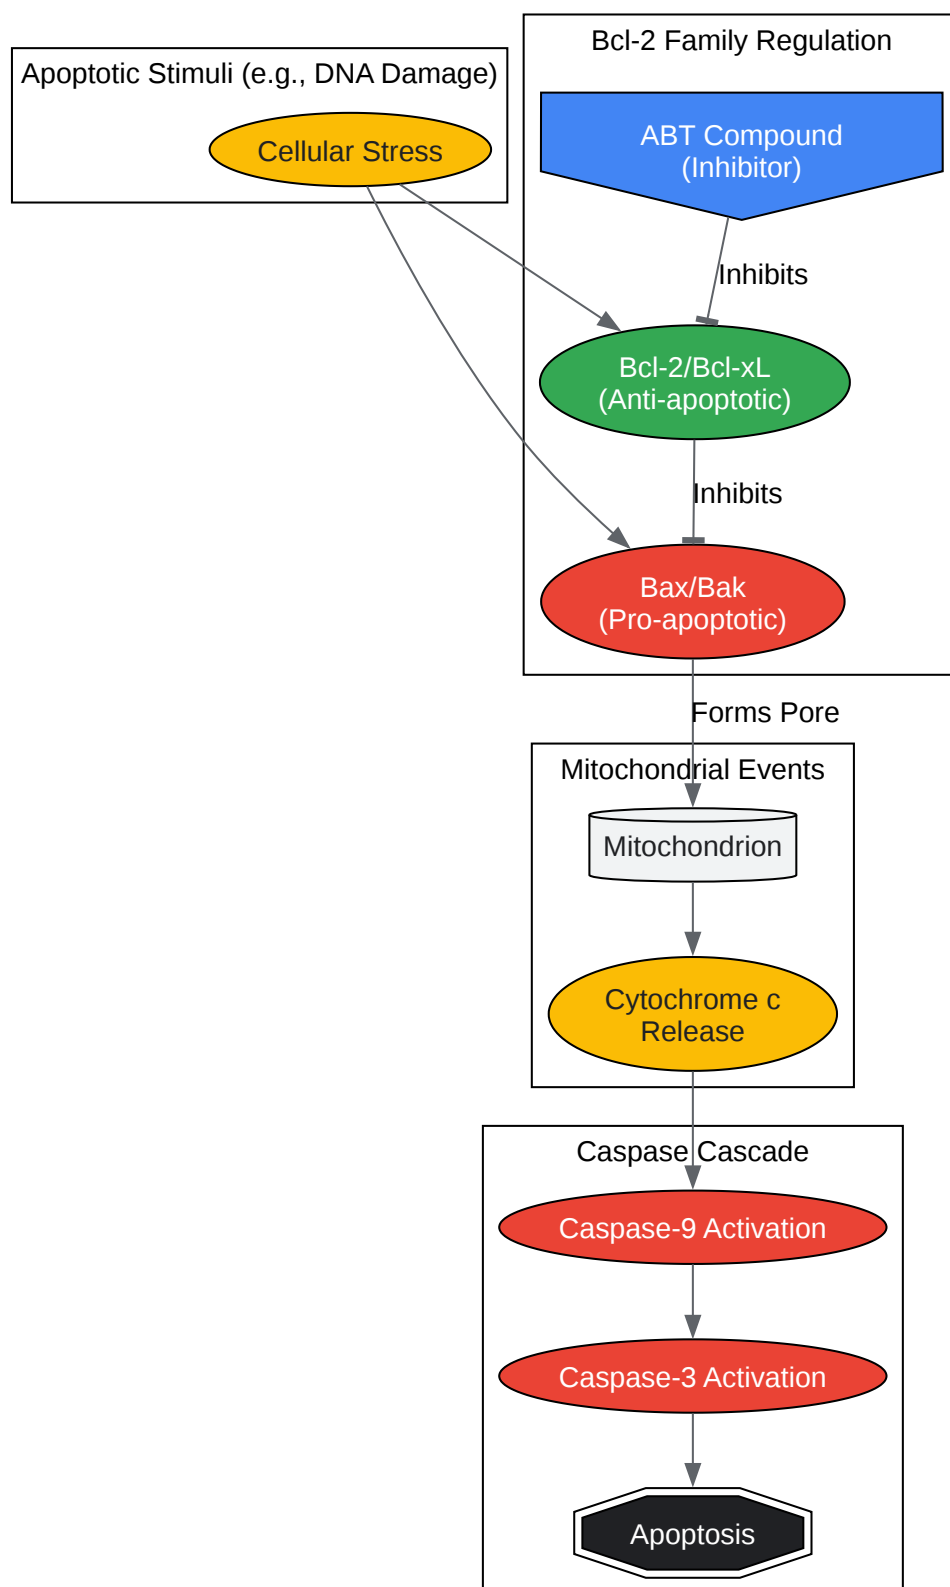 Bcl-2 Family Regulation
Apoptotic Stimuli (e.g., DNA Damage)
Cellular Stress
ABT Compound
(Inhibitor)
Inhibits
Bcl-2/Bcl-xL
(Anti-apoptotic)
Inhibits
Bax/Bak
(Pro-apoptotic)
Forms Pore
Mitochondrial Events
Mitochondrion
Cytochrome c
Release
Caspase Cascade
Caspase-9 Activation
Caspase-3 Activation
Apoptosis